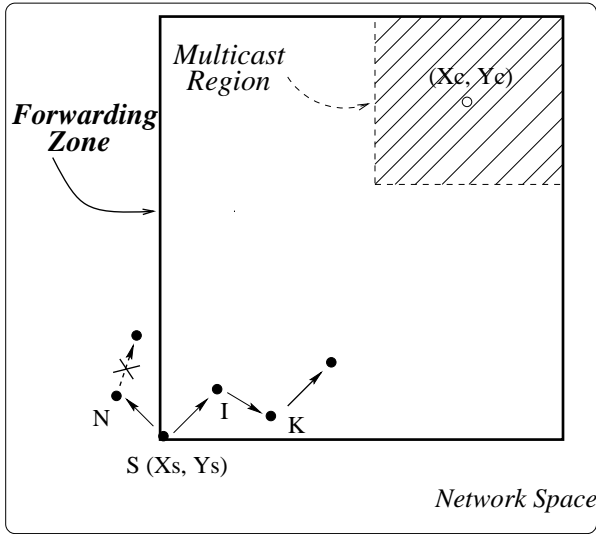 Multicast
Region
(Xc, Yc)
Forwarding
Zone
N
I
K
S (Xs, Ys)
Network Space